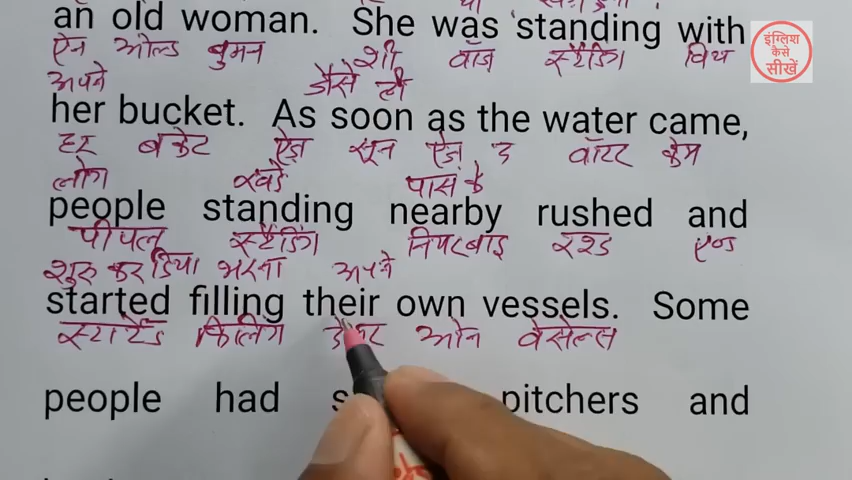 an old woman. She was standing with
ऐन ओल्ड वुमन शी वॉज़ स्टैंडिंग विथ
अपने जैसे ही
her bucket. As soon as the water came,
हर बकेट ऐज़ सून ऐज़ द वॉटर केम
लोग खड़े पास के
people standing nearby rushed and
पीपल स्टैंडिंग नियरबाइ रश्ड एण्ड
शुरु कर दिया भरना अपने
started filling their own vessels. Some
स्टार्टेड फिलिंग ओन वेसेल्स
people had pitchers and
इंग्लिश
कैसे
सीखें